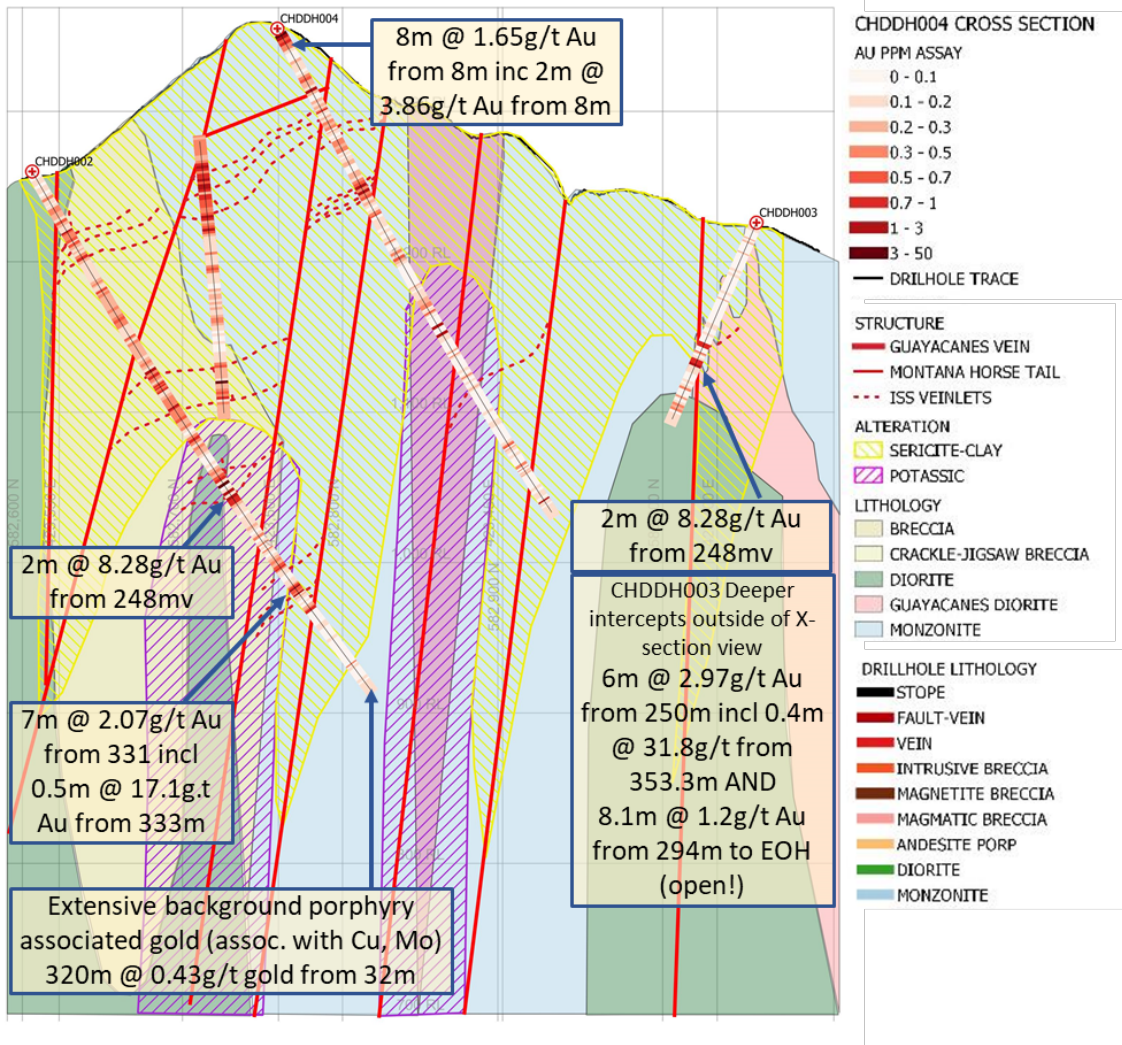 CHDDH004
8m @ 1.65g/t Au
from 8m inc 2m @
3.86g/t Au from 8m
CHDDH002
CHDDH003
2m @ 8.28g/t Au
from 248mv
7m @ 2.07g/t Au
from 331 incl
0.5m @ 17.1g.t
Au from 333m
Extensive background porphyry
associated gold (assoc. with Cu, Mo)
320m @ 0.43g/t gold from 32m
2m @ 8.28g/t Au
from 248mv
CHDDH003 Deeper
intercepts outside of X-
section view
6m @ 2.97g/t Au
from 250m incl 0.4m
@ 31.8g/t from
353.3m AND
8.1m @ 1.2g/t Au
from 294m to EOH
(open!)
582,600 N
582,800 N
582,900 N
CHDDH004 CROSS SECTION
AU PPM ASSAY
0 - 0.1
0.1 - 0.2
0.2 - 0.3
0.3 - 0.5
0.5 - 0.7
0.7 - 1
1 - 3
3 - 50
DRILHOLE TRACE
STRUCTURE
GUAYACANES VEIN
MONTANA HORSE TAIL
ISS VEINLETS
ALTERATION
SERICITE-CLAY
POTASSIC
LITHOLOGY
BRECCIA
CRACKLE-JIGSAW BRECCIA
DIORITE
GUAYACANES DIORITE
MONZONITE
DRILLHOLE LITHOLOGY
STOPE
FAULT-VEIN
VEIN
INTRUSIVE BRECCIA
MAGNETITE BRECCIA
MAGMATIC BRECCIA
ANDESITE PORP
DIORITE
MONZONITE